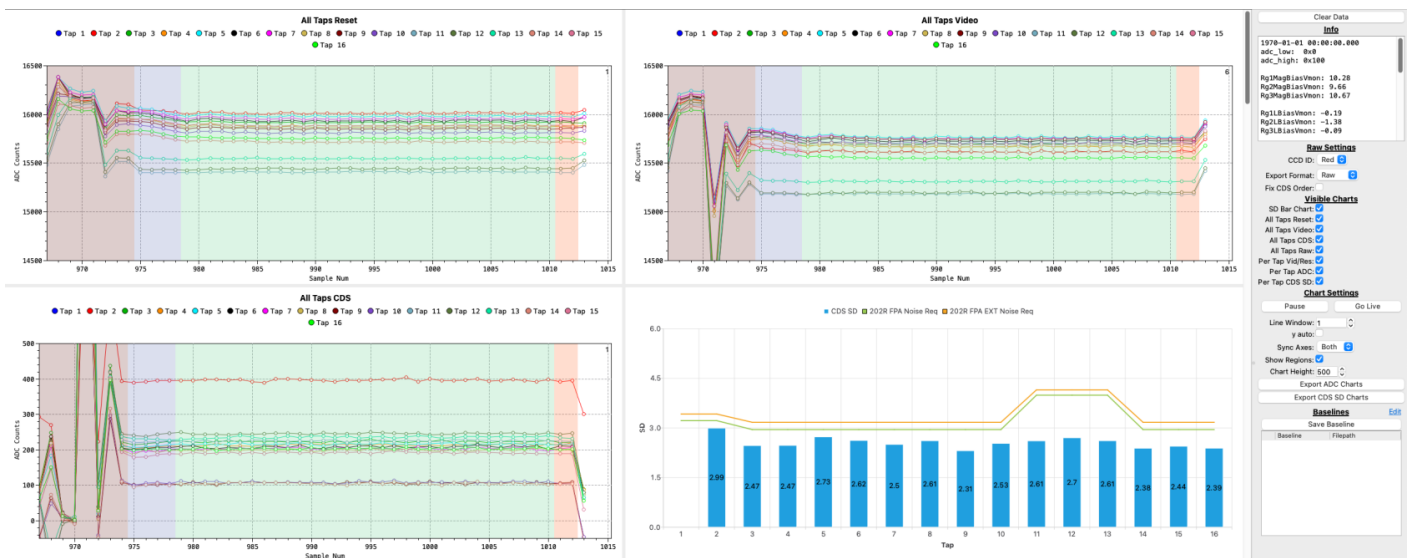 All Taps Reset
Tap 1 Tap 2 Tap 3 Tap 4 Tap 5 Tap 6 Tap 7 Tap 8 Tap 9 Tap 10 Tap 11 Tap 12 Tap 13 Tap 14 Tap 15
Tap 16
1
16500
16000
15500
15000
14500
ADC Counts
970 975 980 985 990 995 1000 1005 1010 1015
Sample Num
All Taps Video
Tap 1 Tap 2 Tap 3 Tap 4 Tap 5 Tap 6 Tap 7 Tap 8 Tap 9 Tap 10 Tap 11 Tap 12 Tap 13 Tap 14 Tap 15
Tap 16
6
16500
16000
15500
15000
14500
ADC Counts
970 975 980 985 990 995 1000 1005 1010 1015
Sample Num
All Taps CDS
Tap 1 Tap 2 Tap 3 Tap 4 Tap 5 Tap 6 Tap 7 Tap 8 Tap 9 Tap 10 Tap 11 Tap 12 Tap 13 Tap 14 Tap 15
Tap 16
1
500
400
300
200
100
0
ADC Counts
970 975 980 985 990 995 1000 1005 1010 1015
Sample Num
CDS SD 202R FPA Noise Req 202R FPA EXT Noise Req
6.0
4.5
3.0
1.5
0.0
SD
2.99 2.47 2.47 2.73 2.62 2.5 2.61 2.31 2.53 2.61 2.7 2.61 2.38 2.44 2.39
1 2 3 4 5 6 7 8 9 10 11 12 13 14 15 16
Tap
Clear Data
Info
1970-01-01 00:00:00.000
adc_low: 0x0
adc_high: 0x100
Rg1MagBiasVmon: 10.28
Rg2MagBiasVmon: 9.66
Rg3MagBiasVmon: 10.67
Rg1LBiasVmon: -0.19
Rg2LBiasVmon: -1.38
Rg3LBiasVmon: -0.09
Raw Settings
CCD ID: Red
Export Format: Raw
Fix CDS Order:
Visible Charts
SD Bar Chart:
All Taps Reset:
All Taps Video:
All Taps CDS:
All Taps Raw:
Per Tap Vid/Res:
Per Tap ADC:
Per Tap CDS SD:
Chart Settings
Pause Go Live
Line Window: 1
y auto:
Sync Axes: Both
Show Regions:
Chart Height: 500
Export ADC Charts
Export CDS SD Charts
Baselines Edit
Save Baseline
Baseline Filepath